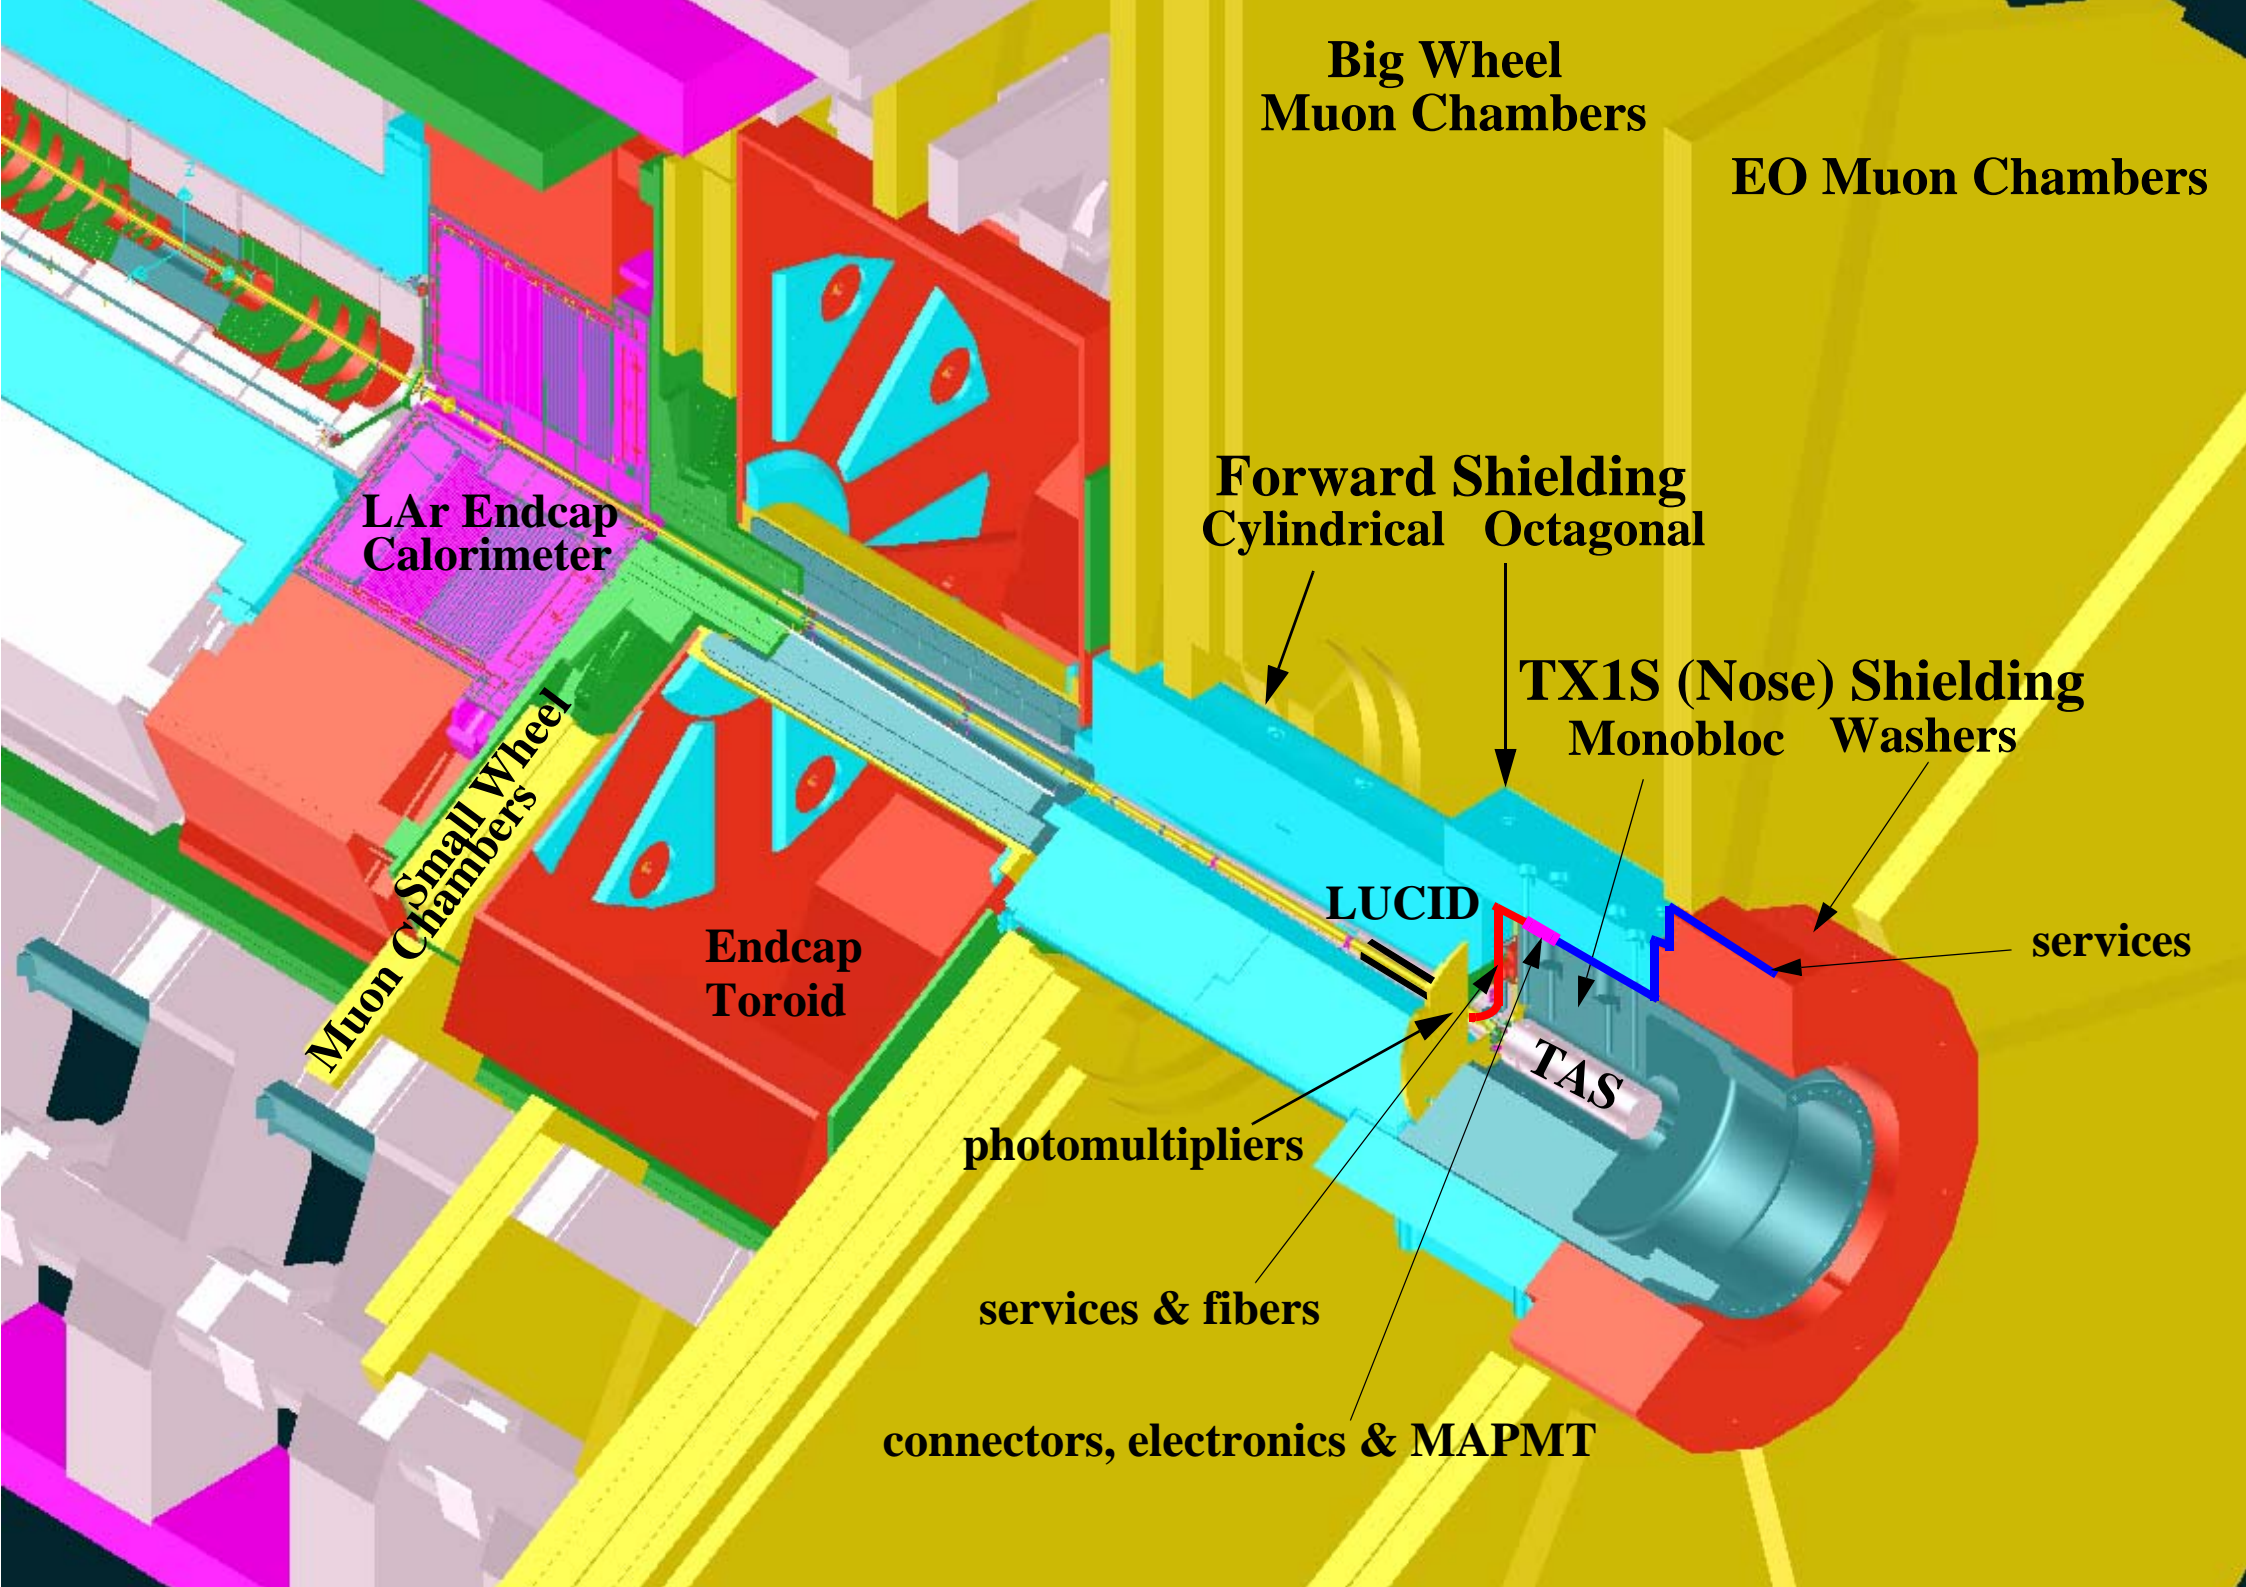 Big Wheel
Muon Chambers
EO Muon Chambers
Forward Shielding
Cylindrical Octagonal
LAr Endcap
Calorimeter
TX1S (Nose) Shielding
Monobloc Washers
Small Wheel
Muon Chambers
LUCID
Endcap
Toroid
services
TAS
photomultipliers
services & fibers
connectors, electronics & MAPMT